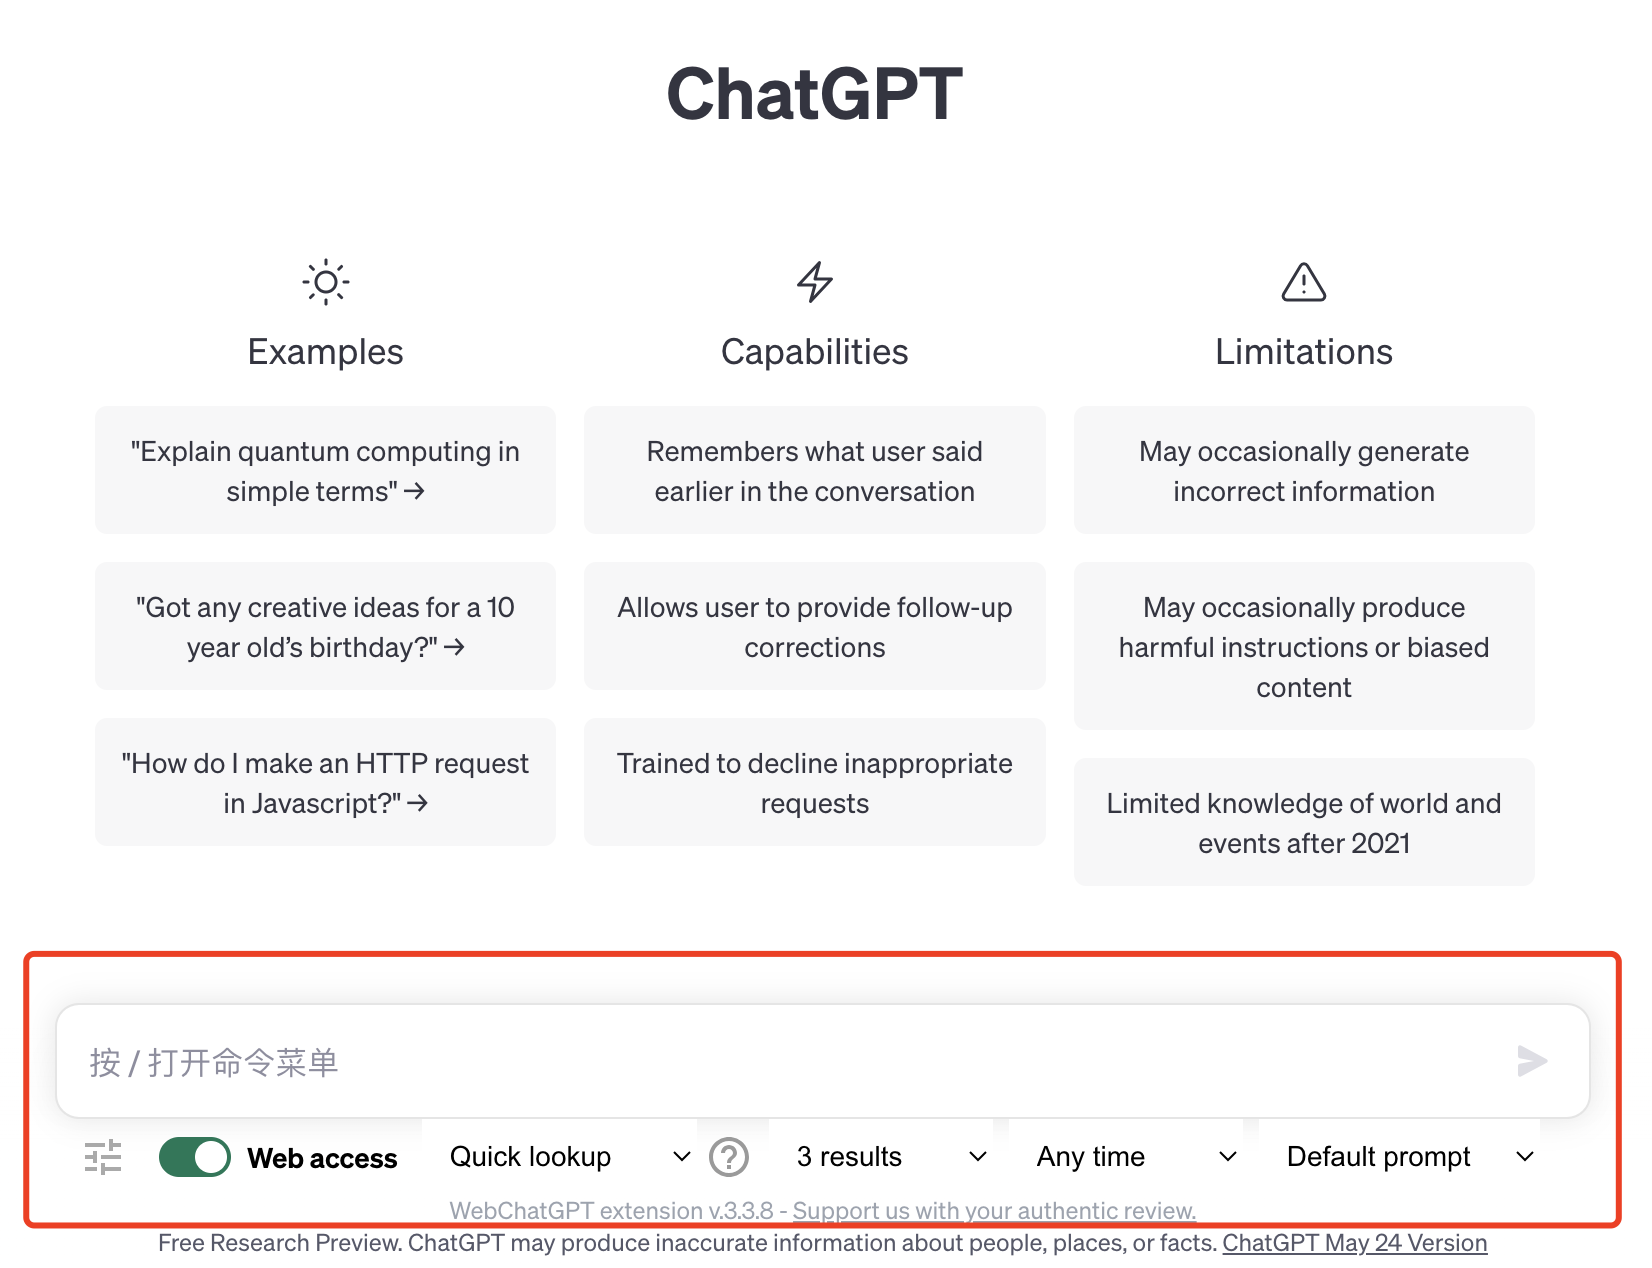 ChatGPT
Examples
"Explain quantum computing in
simple terms" →
"Got any creative ideas for a 10
year old’s birthday?" →
"How do I make an HTTP request
in Javascript?" →
Capabilities
Remembers what user said
earlier in the conversation
Allows user to provide follow-up
corrections
Trained to decline inappropriate
requests
Limitations
May occasionally generate
incorrect information
May occasionally produce
harmful instructions or biased
content
Limited knowledge of world and
events after 2021
按 / 打开命令菜单
Web access Quick lookup ? 3 results Any time Default prompt
WebChatGPT extension v.3.3.8 - Support us with your authentic review.
Free Research Preview. ChatGPT may produce inaccurate information about people, places, or facts. ChatGPT May 24 Version